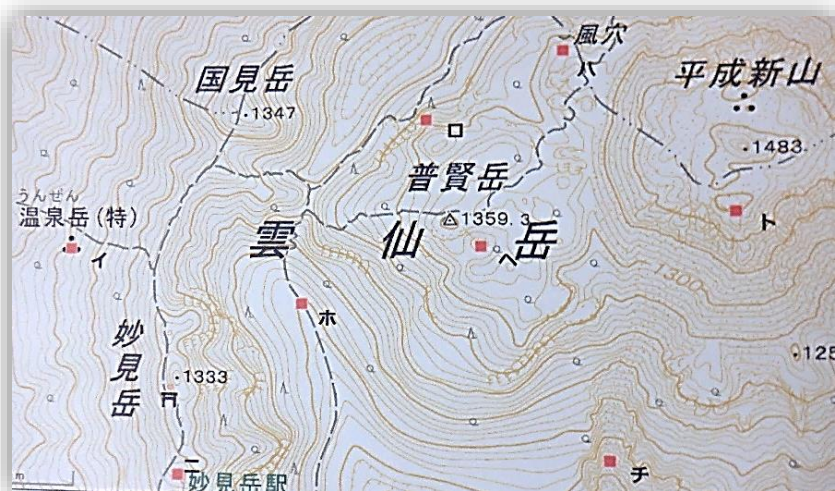 風穴
ハ
国見岳
平成新山
1347
ロ
1483
普賢岳
うんぜん
温泉岳(特)
イ
1359.3
ト
雲仙岳
ヘ
1300
ホ
妙見岳
1333
125
ニ
妙見岳駅
チ
m